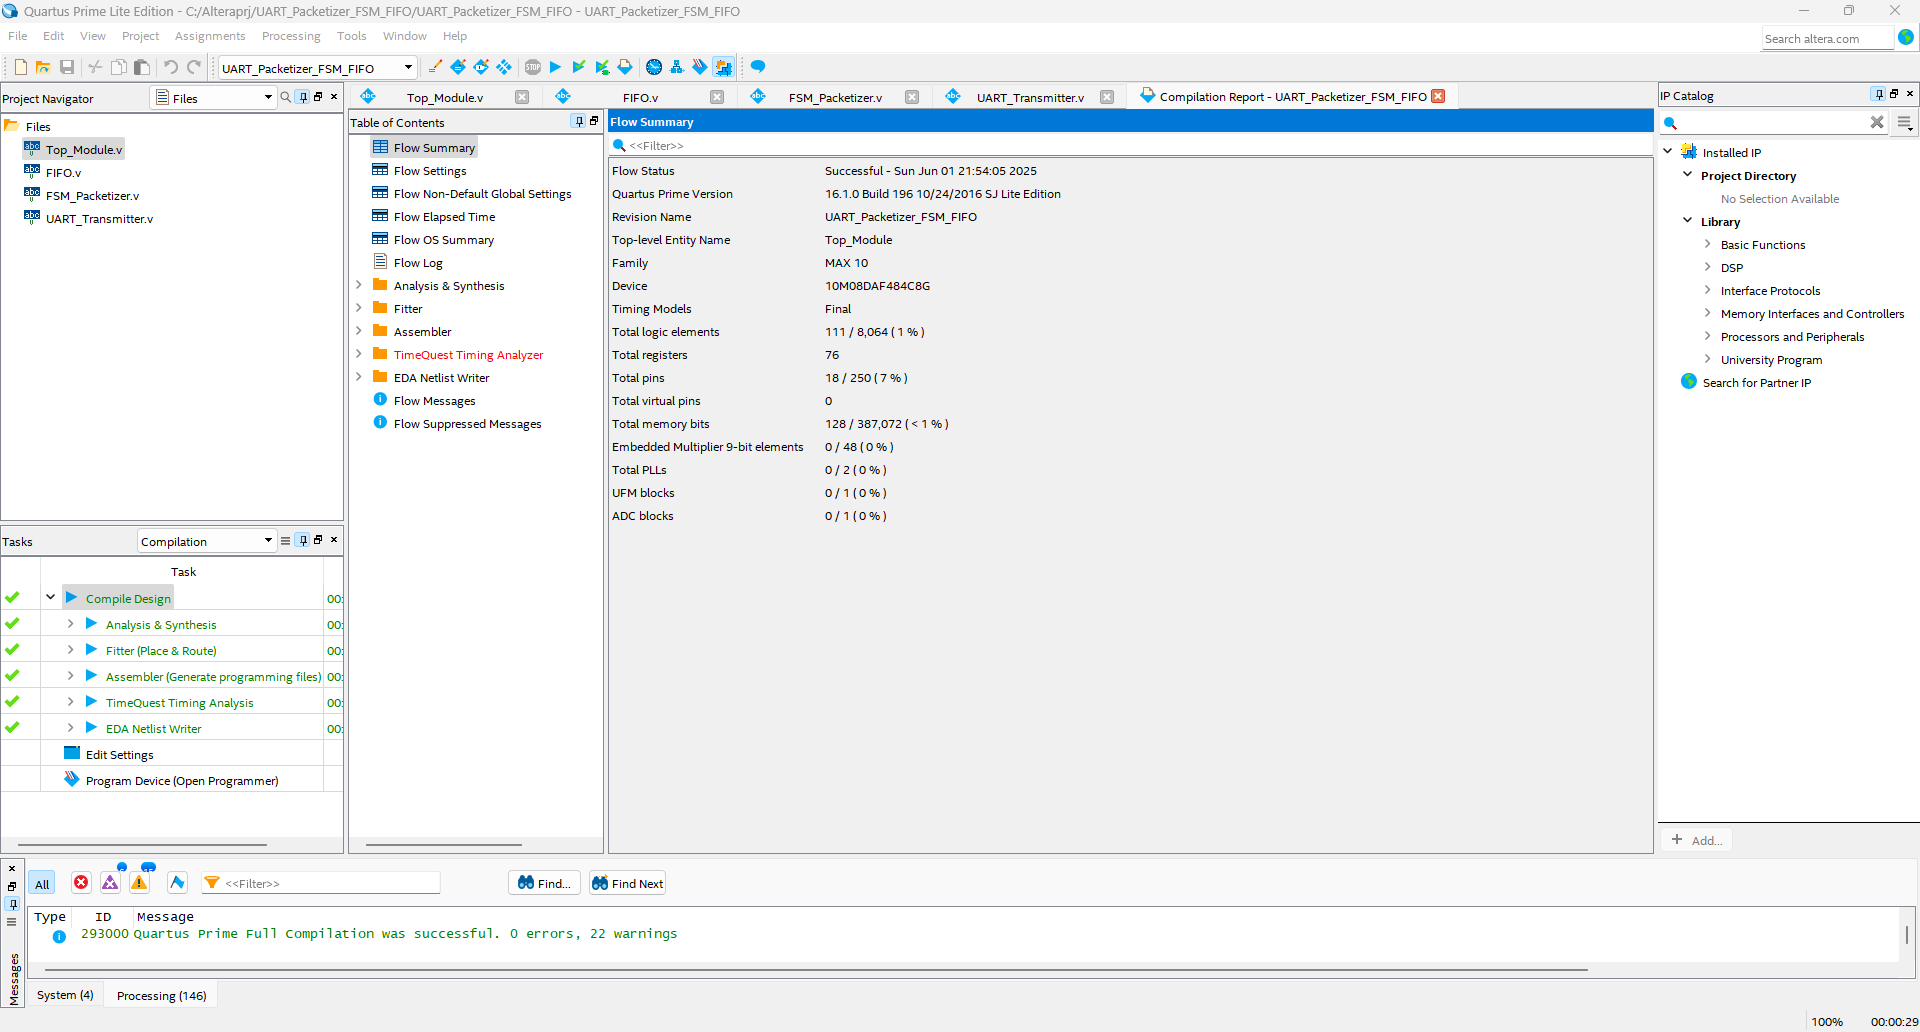 Quartus Prime Lite Edition - C:/Alteraprj/UART_Packetizer_FSM_FIFO/UART_Packetizer_FSM_FIFO - UART_Packetizer_FSM_FIFO
File Edit View Project Assignments Processing Tools Window Help
Search altera.com
UART_Packetizer_FSM_FIFO
STOP
Project Navigator
Files
Files
Top_Module.v
FIFO.v
FSM_Packetizer.v
UART_Transmitter.v
Tasks
Compilation
Task
Compile Design 00:
Analysis & Synthesis 00:
Fitter (Place & Route) 00:
Assembler (Generate programming files) 00:
TimeQuest Timing Analysis 00:
EDA Netlist Writer 00:
Edit Settings
Program Device (Open Programmer)
Top_Module.v
FIFO.v
FSM_Packetizer.v
UART_Transmitter.v
Compilation Report - UART_Packetizer_FSM_FIFO
Table of Contents
Flow Summary
Flow Settings
Flow Non-Default Global Settings
Flow Elapsed Time
Flow OS Summary
Flow Log
Analysis & Synthesis
Fitter
Assembler
TimeQuest Timing Analyzer
EDA Netlist Writer
Flow Messages
Flow Suppressed Messages
Flow Summary
<<Filter>>
Flow Status Successful - Sun Jun 01 21:54:05 2025
Quartus Prime Version 16.1.0 Build 196 10/24/2016 SJ Lite Edition
Revision Name UART_Packetizer_FSM_FIFO
Top-level Entity Name Top_Module
Family MAX 10
Device 10M08DAF484C8G
Timing Models Final
Total logic elements 111 / 8,064 ( 1 % )
Total registers 76
Total pins 18 / 250 ( 7 % )
Total virtual pins 0
Total memory bits 128 / 387,072 ( < 1 % )
Embedded Multiplier 9-bit elements 0 / 48 ( 0 % )
Total PLLs 0 / 2 ( 0 % )
UFM blocks 0 / 1 ( 0 % )
ADC blocks 0 / 1 ( 0 % )
IP Catalog
Installed IP
Project Directory
No Selection Available
Library
Basic Functions
DSP
Interface Protocols
Memory Interfaces and Controllers
Processors and Peripherals
University Program
Search for Partner IP
+ Add...
Messages
All
<<Filter>>
Find...
Find Next
Type ID Message
293000 Quartus Prime Full Compilation was successful. 0 errors, 22 warnings
System (4)
Processing (146)
100% 00:00:29